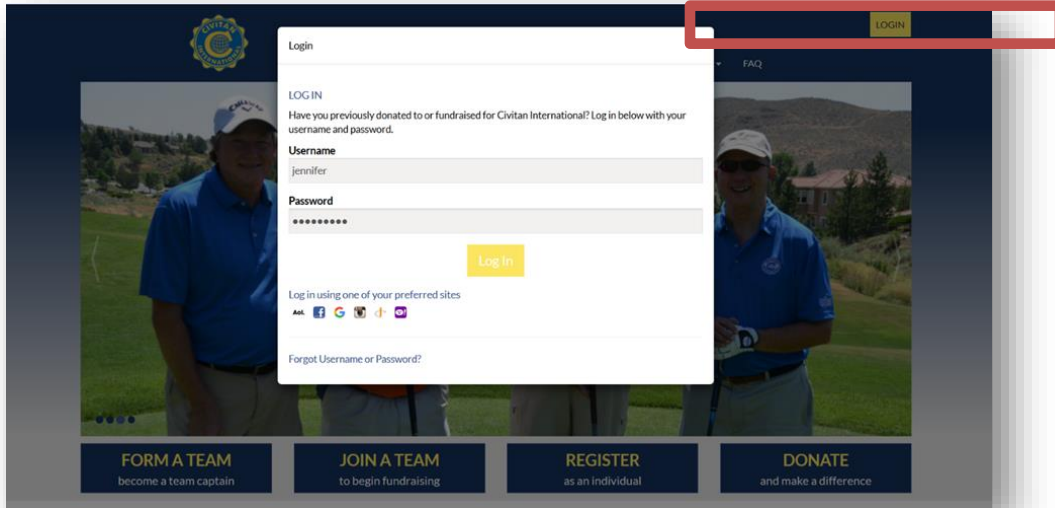 CIVITAN
INTERNATIONAL
LOGIN
Login
FAQ
LOG IN
Have you previously donated to or fundraised for Civitan International? Log in below with your
username and password.
Username
jennifer
Password
Log In
Log in using one of your preferred sites
Aol.
Forgot Username or Password?
FORM A TEAM
become a team captain
JOIN A TEAM
to begin fundraising
REGISTER
as an individual
DONATE
and make a difference